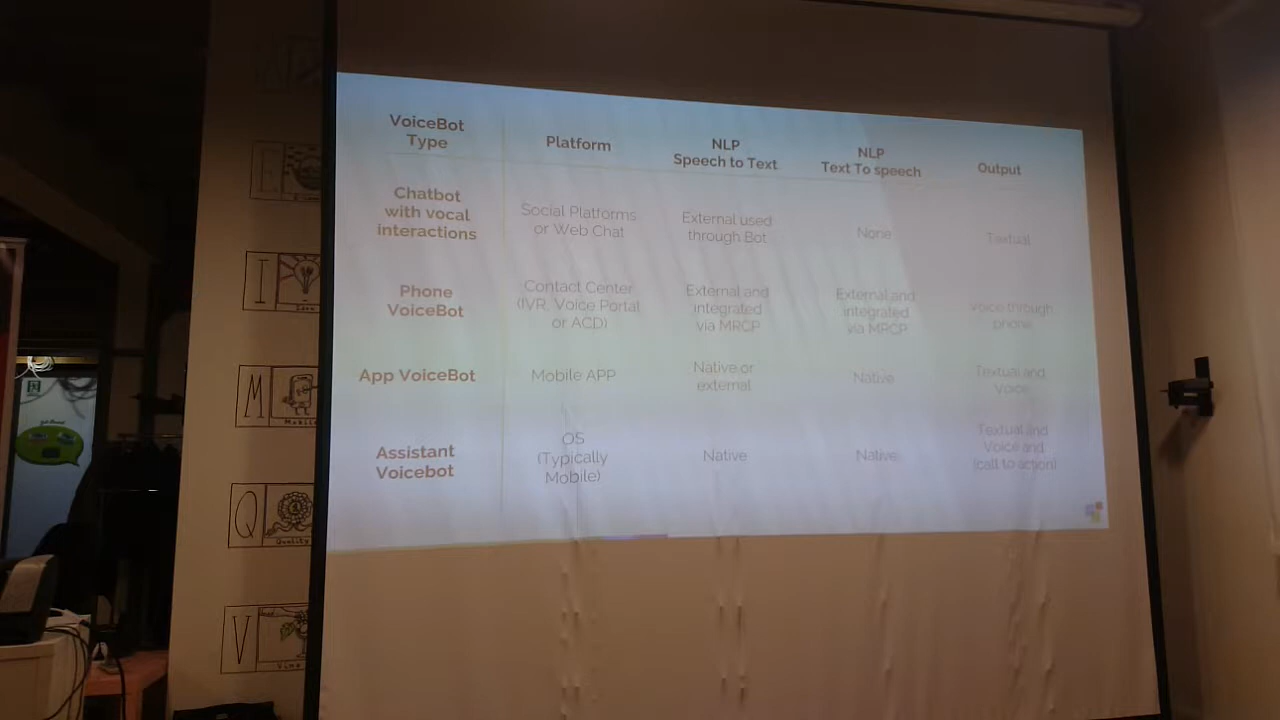 VoiceBot
Type
Platform
NLP
Speech to Text
NLP
Text To speech
Output
Chatbot
with vocal
interactions
Social Platforms
or Web Chat
External used
through Bot
None
Textual
Phone
VoiceBot
Contact Center
(IVR, Voice Portal
or ACD)
External and
integrated
via MRCP
External and
integrated
via MRCP
Voice through
phone
App VoiceBot
Mobile APP
Native or
external
Native
Textual and
Voice
Assistant
Voicebot
OS
(Typically
Mobile)
Native
Native
Textual and
Voice and
(call to action)
E
I
M
Mobile
Q
Quality
V